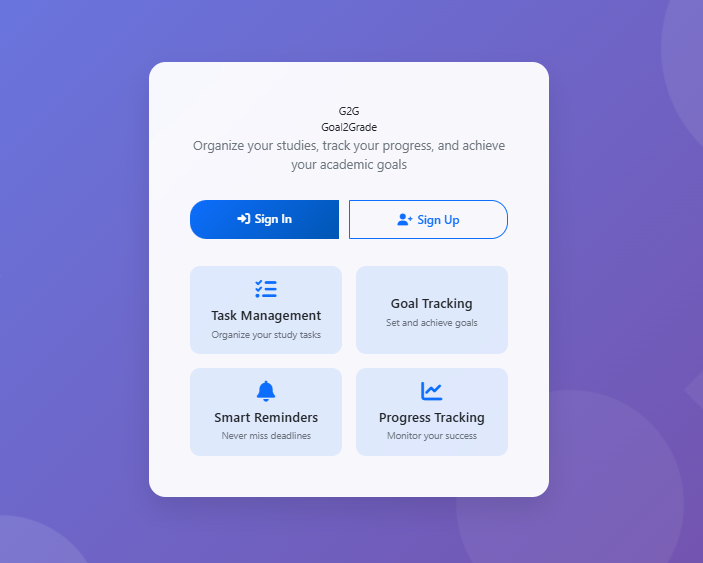 G2G
Goal2Grade
Organize your studies, track your progress, and achieve
your academic goals
Sign In
Sign Up
Task Management
Organize your study tasks
Goal Tracking
Set and achieve goals
Smart Reminders
Never miss deadlines
Progress Tracking
Monitor your success